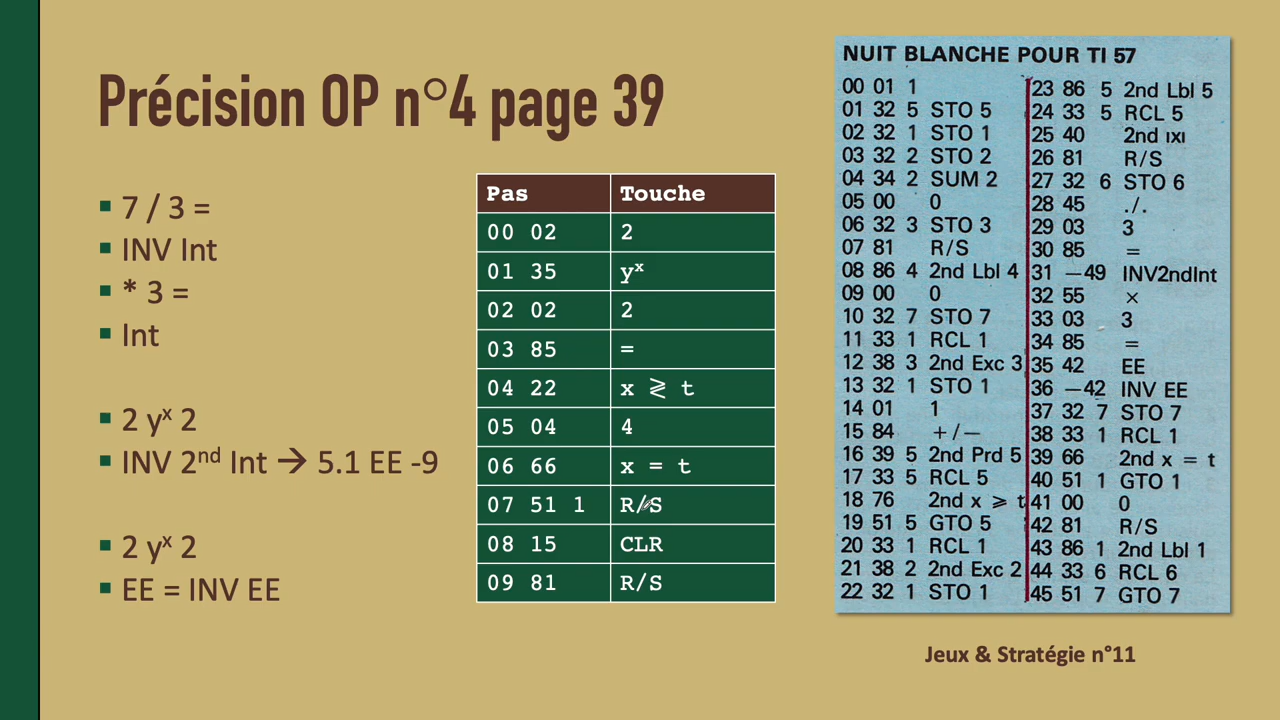 Précision OP n°4 page 39
7 / 3 =
INV Int
* 3 =
Int
2 yˣ 2
INV 2ⁿᵈ Int → 5.1 EE -9
2 yˣ 2
EE = INV EE
Pas Touche
00 02 2
01 35 yˣ
02 02 2
03 85 =
04 22 x ⋛ t
05 04 4
06 66 x = t
07 51 1 R/S
08 15 CLR
09 81 R/S
NUIT BLANCHE POUR TI 57
00 01 1
01 32 5 STO 5
02 32 1 STO 1
03 32 2 STO 2
04 34 2 SUM 2
05 00 0
06 32 3 STO 3
07 81 R/S
08 86 4 2nd Lbl 4
09 00 0
10 32 7 STO 7
11 33 1 RCL 1
12 38 3 2nd Exc 3
13 32 1 STO 1
14 01 1
15 84 +/−
16 39 5 2nd Prd 5
17 33 5 RCL 5
18 76 2nd x ⩾ t
19 51 5 GTO 5
20 33 1 RCL 1
21 38 2 2nd Exc 2
22 32 1 STO 1
23 86 5 2nd Lbl 5
24 33 5 RCL 5
25 40 2nd ıxı
26 81 R/S
27 32 6 STO 6
28 45 ./.
29 03 3
30 85 =
31 −49 INV2ndInt
32 55 ×
33 03 3
34 85 =
35 42 EE
36 −42 INV EE
37 32 7 STO 7
38 33 1 RCL 1
39 66 2nd x = t
40 51 1 GTO 1
41 00 0
42 81 R/S
43 86 1 2nd Lbl 1
44 33 6 RCL 6
45 51 7 GTO 7
Jeux & Stratégie n°11